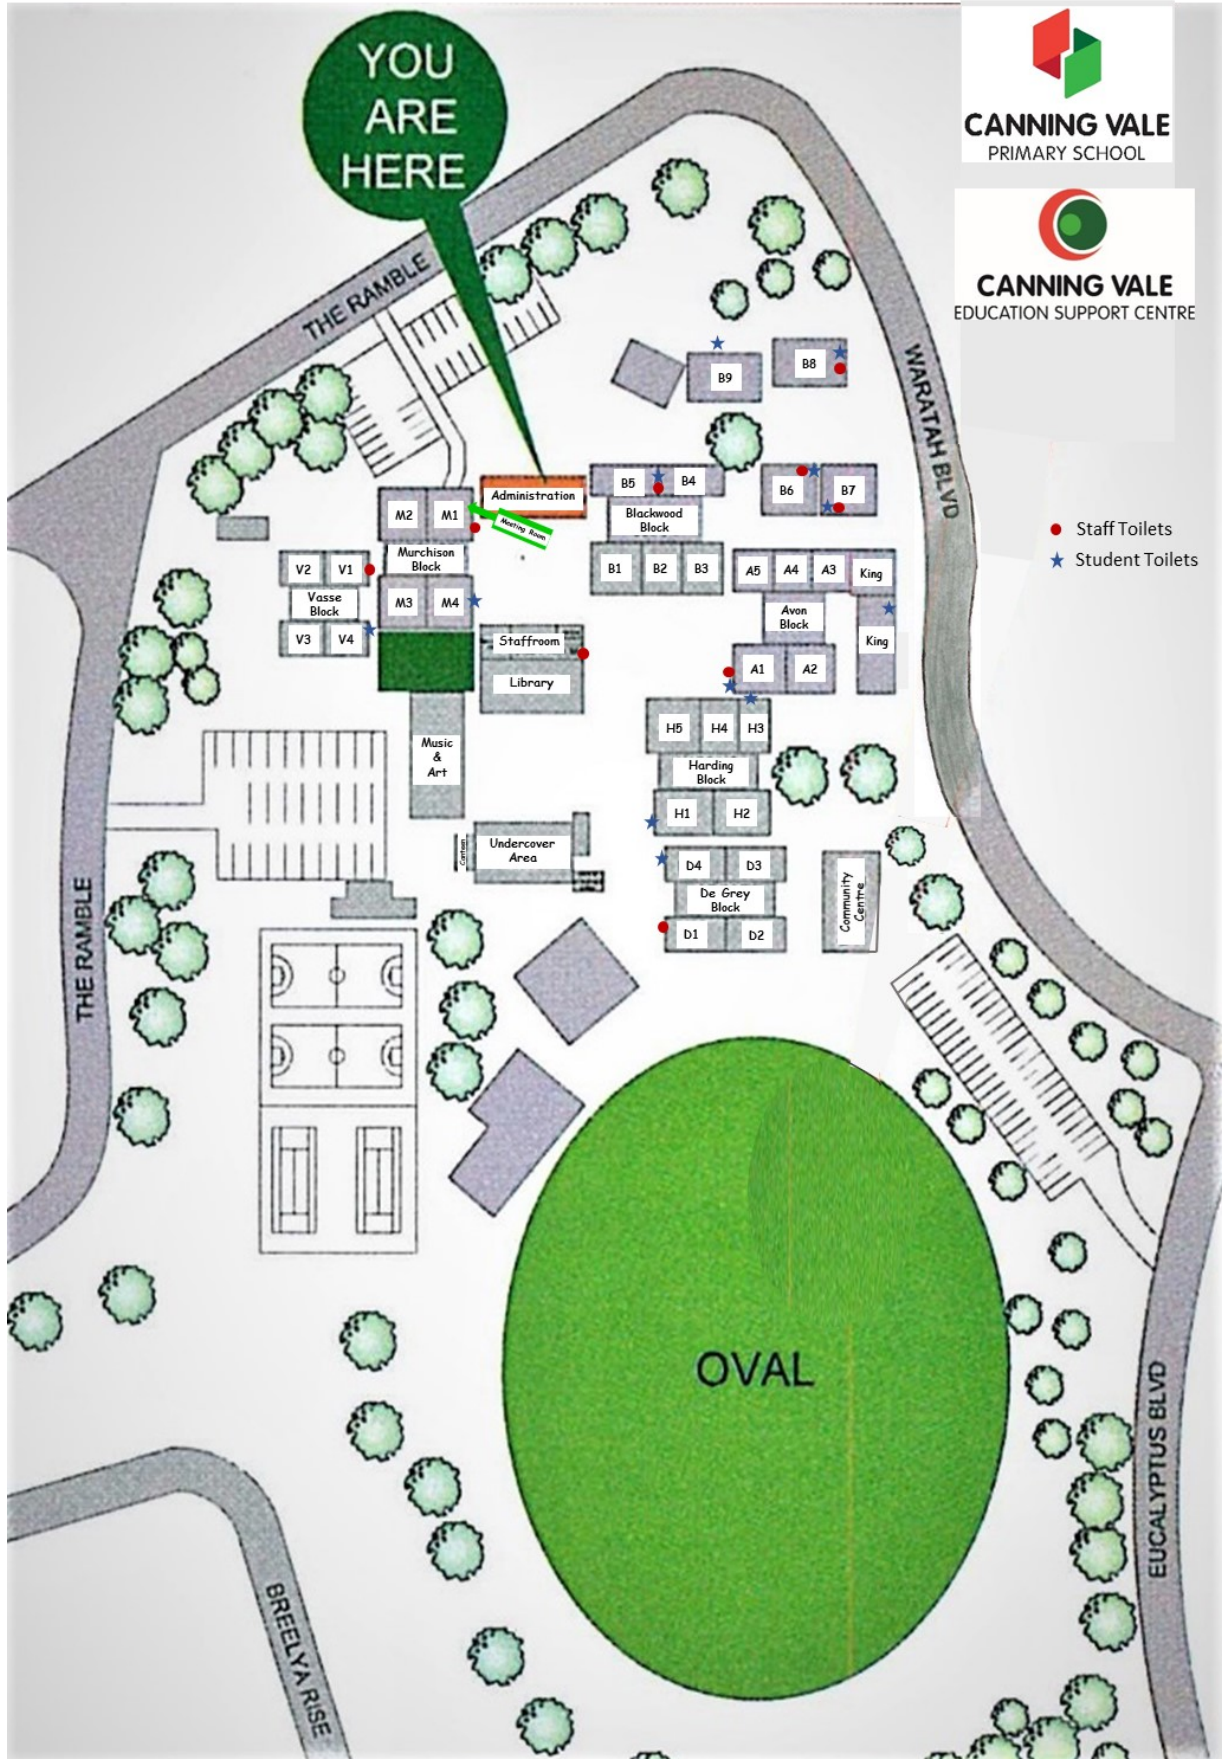 YOU
ARE
HERE
CANNING VALE
PRIMARY SCHOOL
CANNING VALE
EDUCATION SUPPORT CENTRE
THE RAMBLE
WARATAH BLVD
B9
B8
B5
B4
B6
B7
Blackwood
Block
B1
B2
B3
Administration
Meeting Room
M2
M1
Murchison
Block
M3
M4
V2
V1
Vasse
Block
V3
V4
Staff Toilets
Student Toilets
A5
A4
A3
King
Avon
Block
King
A1
A2
Staffroom
Library
Music
&
Art
H5
H4
H3
Harding
Block
H1
H2
Canteen
Undercover
Area
D4
D3
De Grey
Block
D1
D2
Community
Centre
THE RAMBLE
OVAL
EUCALYPTUS BLVD
BREELYA RISE